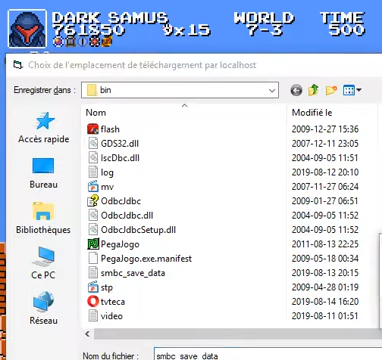 DARK SAMUS WORLD TIME
761850 9x15 7-3 500
Choix de l'emplacement de téléchargement par localhost
Enregistrer dans : bin
Accès rapide
Bureau
Bibliothèques
Ce PC
Réseau
Nom Modifié le
flash 2009-12-27 15:36
GDS32.dll 2007-12-11 23:05
IscDbc.dll 2004-09-05 11:51
log 2019-08-12 20:10
mv 2007-11-27 06:24
OdbcJdbc 2009-01-27 06:51
OdbcJdbc.dll 2004-09-05 11:52
OdbcJdbcSetup.dll 2004-09-05 11:52
PegaJogo 2011-08-13 22:25
PegaJogo.exe.manifest 2009-05-18 00:34
smbc_save_data 2019-08-13 20:15
stp 2009-04-28 01:19
tvteca 2019-08-14 16:20
video 2019-08-11 01:51
Nom du fichier : smbc_save_data